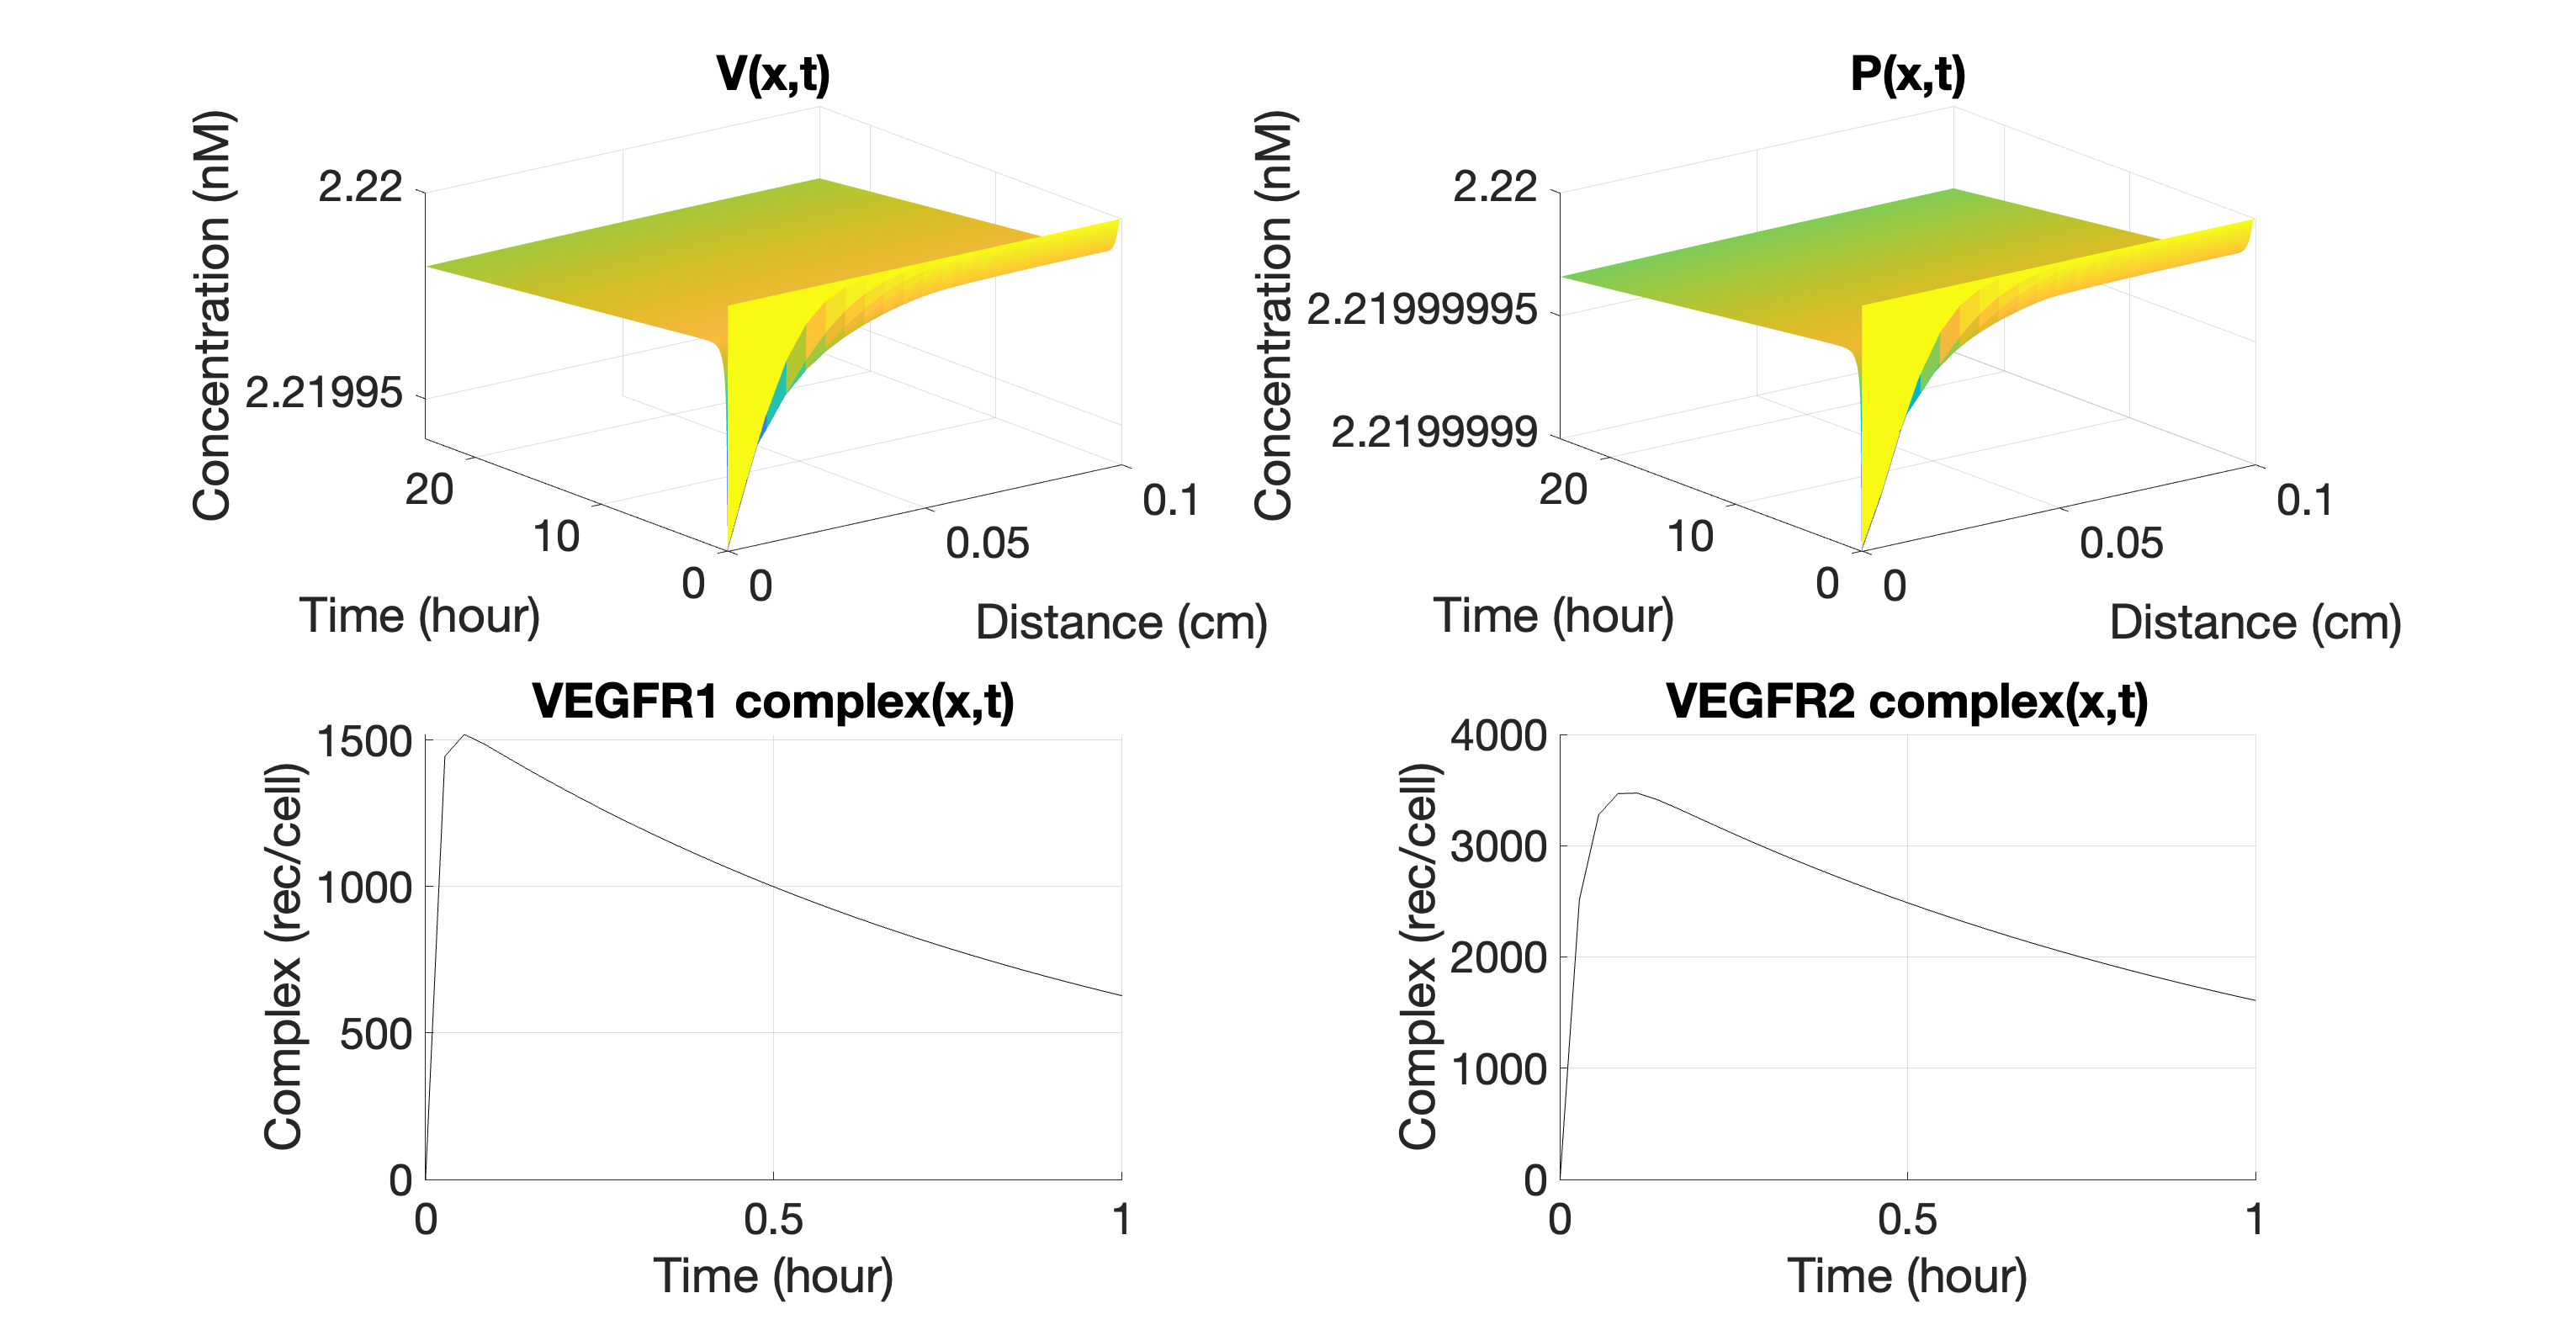 V(x,t)
Concentration (nM)
2.22
2.21995
20
10
0
0
0.05
0.1
Time (hour)
Distance (cm)
P(x,t)
Concentration (nM)
2.22
2.21999995
2.2199999
20
10
0
0
0.05
0.1
Time (hour)
Distance (cm)
VEGFR1 complex(x,t)
Complex (rec/cell)
1500
1000
500
0
0
0.5
1
Time (hour)
VEGFR2 complex(x,t)
Complex (rec/cell)
4000
3000
2000
1000
0
0
0.5
1
Time (hour)